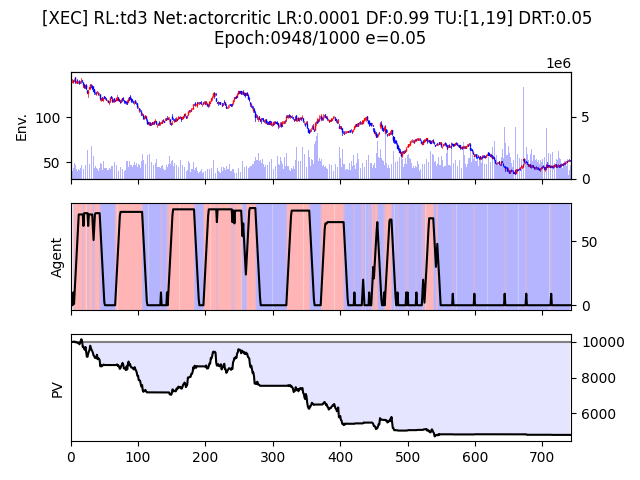 [XEC] RL:td3 Net:actorcritic LR:0.0001 DF:0.99 TU:[1,19] DRT:0.05
Epoch:0948/1000 e=0.05
1e6
Env.
100
50
5
0
Agent
50
0
PV
10000
8000
6000
0 100 200 300 400 500 600 700